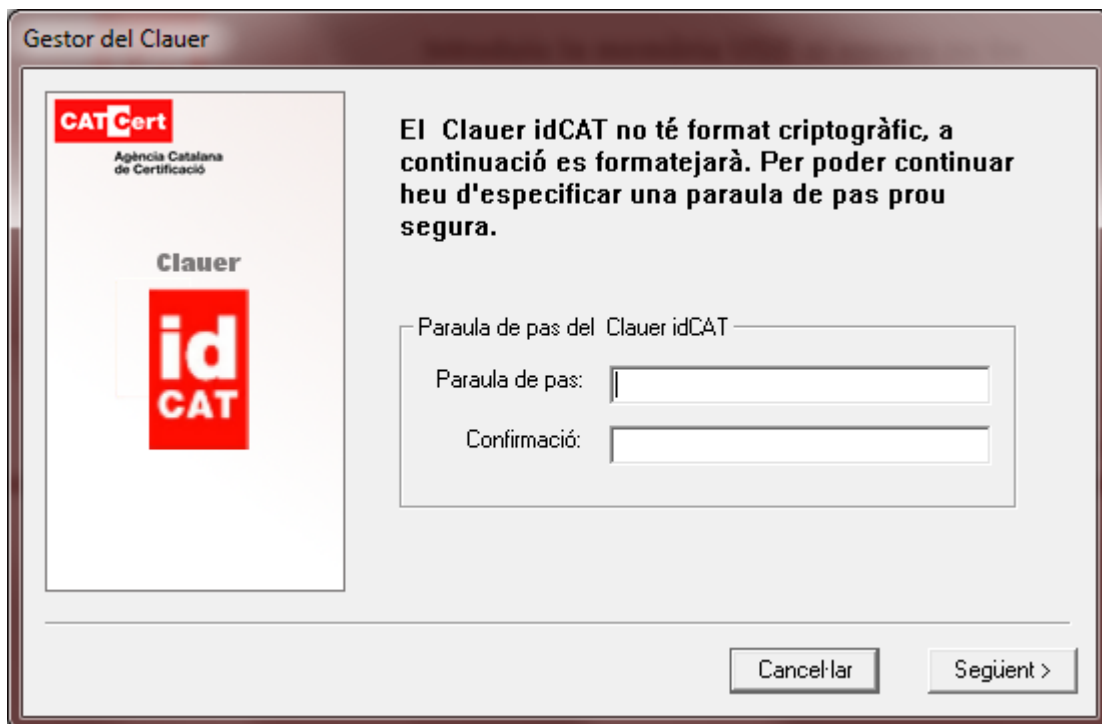 Gestor del Clauer
CATCert
Agència Catalana
de Certificació
Clauer
id
CAT
El Clauer idCAT no té format criptogràfic, a
continuació es formatejarà. Per poder continuar
heu d'especificar una paraula de pas prou
segura.
Paraula de pas del Clauer idCAT
Paraula de pas:
Confirmació:
Cancel·lar
Següent >